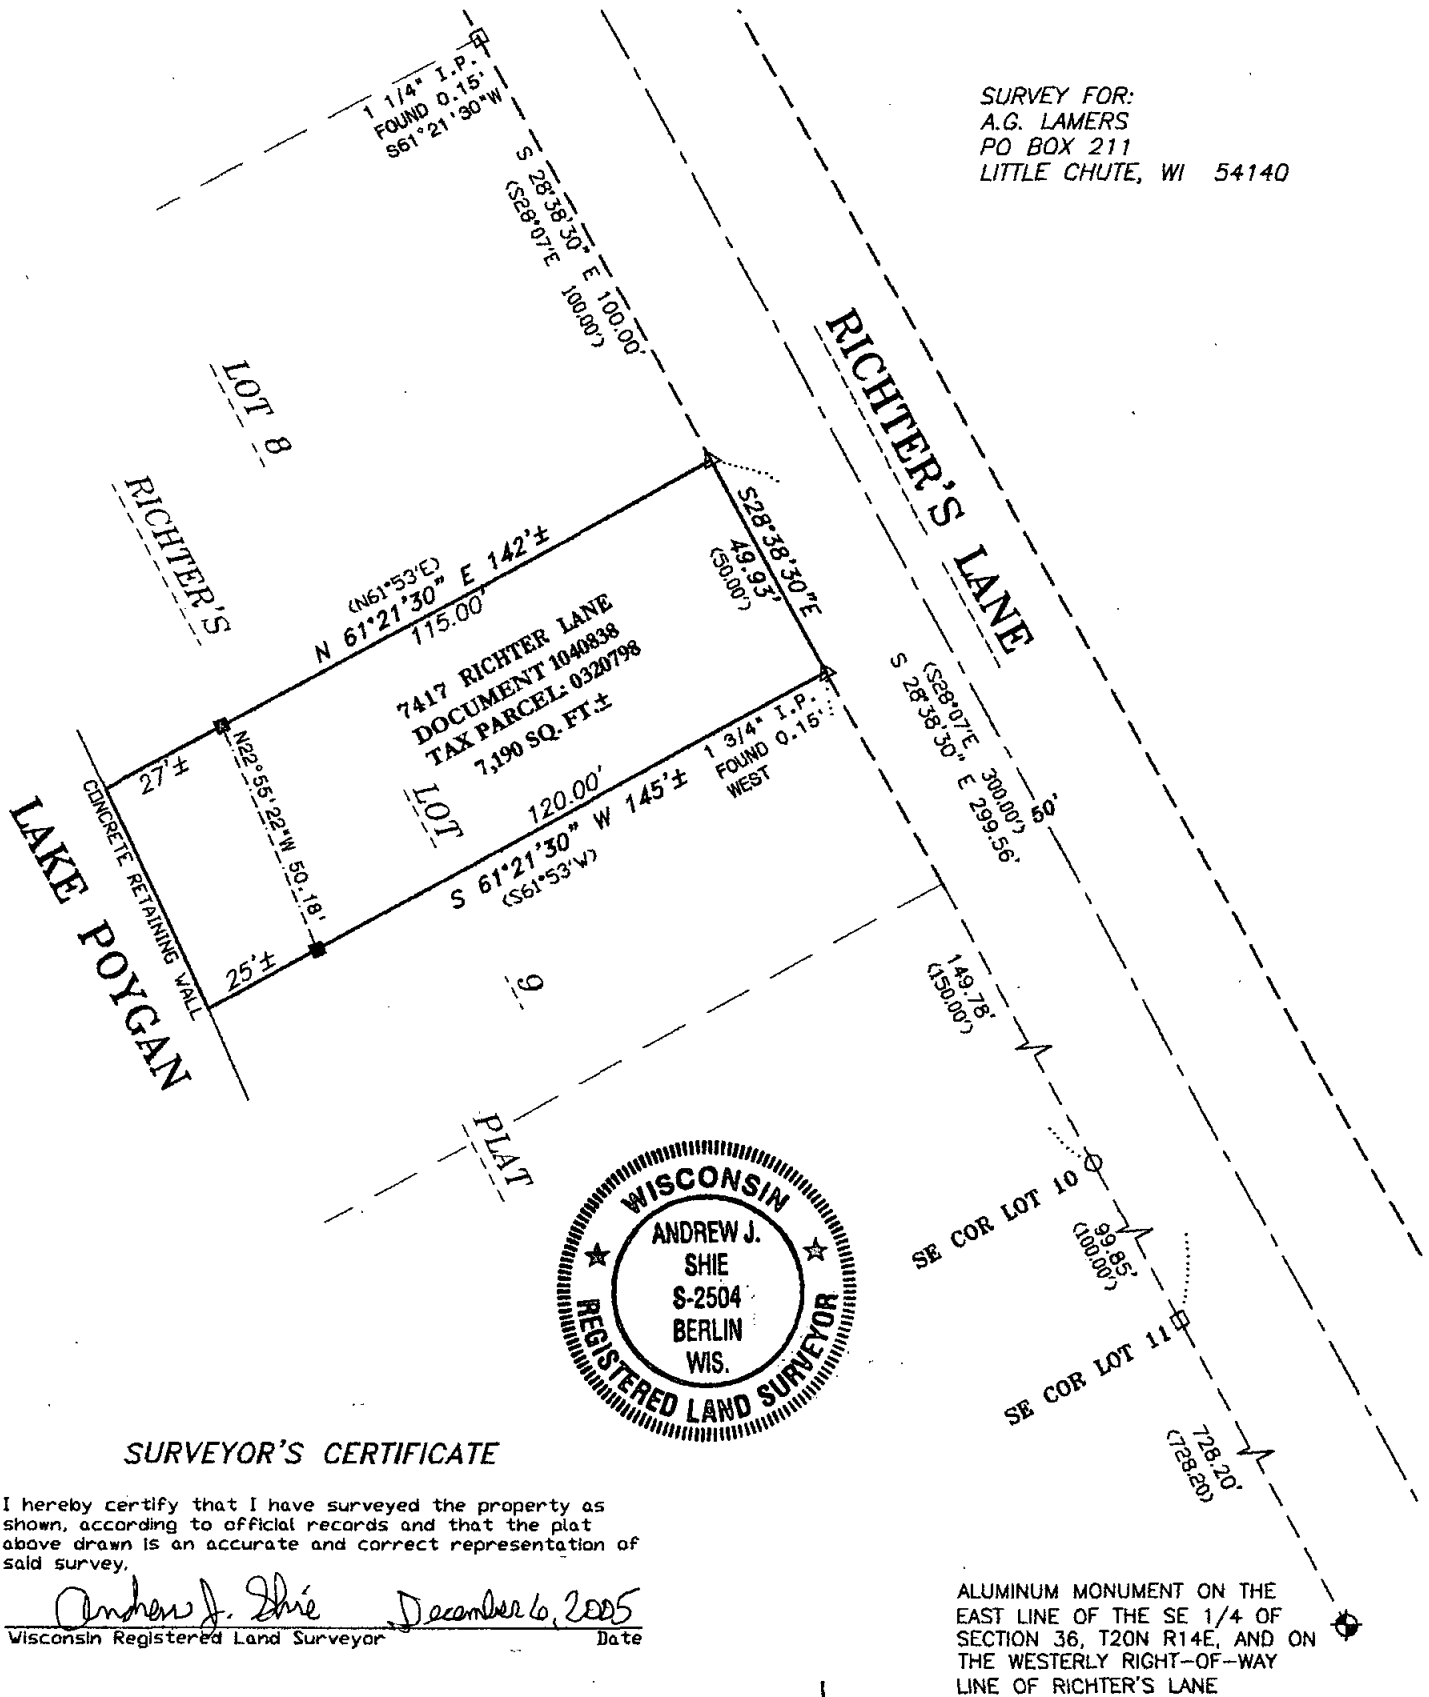 1 1/4" I.P.
FOUND 0.15'
S61°21'30"W
SURVEY FOR:
A.G. LAMERS
PO BOX 211
LITTLE CHUTE, WI 54140
S 28°38'30" E 100.00'
(S28°07'E 100.00')
RICHTER'S LANE
LOT 8
RICHTER'S
S28°38'30"E
49.93'
(50.00')
(N61°53'E)
N 61°21'30" E 142'±
115.00'
7417 RICHTER LANE
DOCUMENT 1040838
TAX PARCEL: 0320798
7,190 SQ. FT.±
1 3/4" I.P.
FOUND 0.15'
WEST
(S28°07'E 300.00')
S 28°38'30" E 299.56'
50'
27'±
N22°55'22"W 50.18'
LOT
120.00'
S 61°21'30" W 145'±
(S61°53'W)
CONCRETE RETAINING WALL
LAKE POYGAN
25'±
9
149.78'
(150.00')
PLAT
SE COR LOT 10
99.85'
(100.00')
SE COR LOT 11
728.20'
(728.20)
WISCONSIN
ANDREW J.
SHIE
S-2504
BERLIN
WIS.
REGISTERED LAND SURVEYOR
SURVEYOR'S CERTIFICATE
I hereby certify that I have surveyed the property as
shown, according to official records and that the plat
above drawn is an accurate and correct representation of
said survey.
Andrew J. Shie December 6, 2005
Wisconsin Registered Land Surveyor Date
ALUMINUM MONUMENT ON THE
EAST LINE OF THE SE 1/4 OF
SECTION 36, T20N R14E, AND ON
THE WESTERLY RIGHT-OF-WAY
LINE OF RICHTER'S LANE